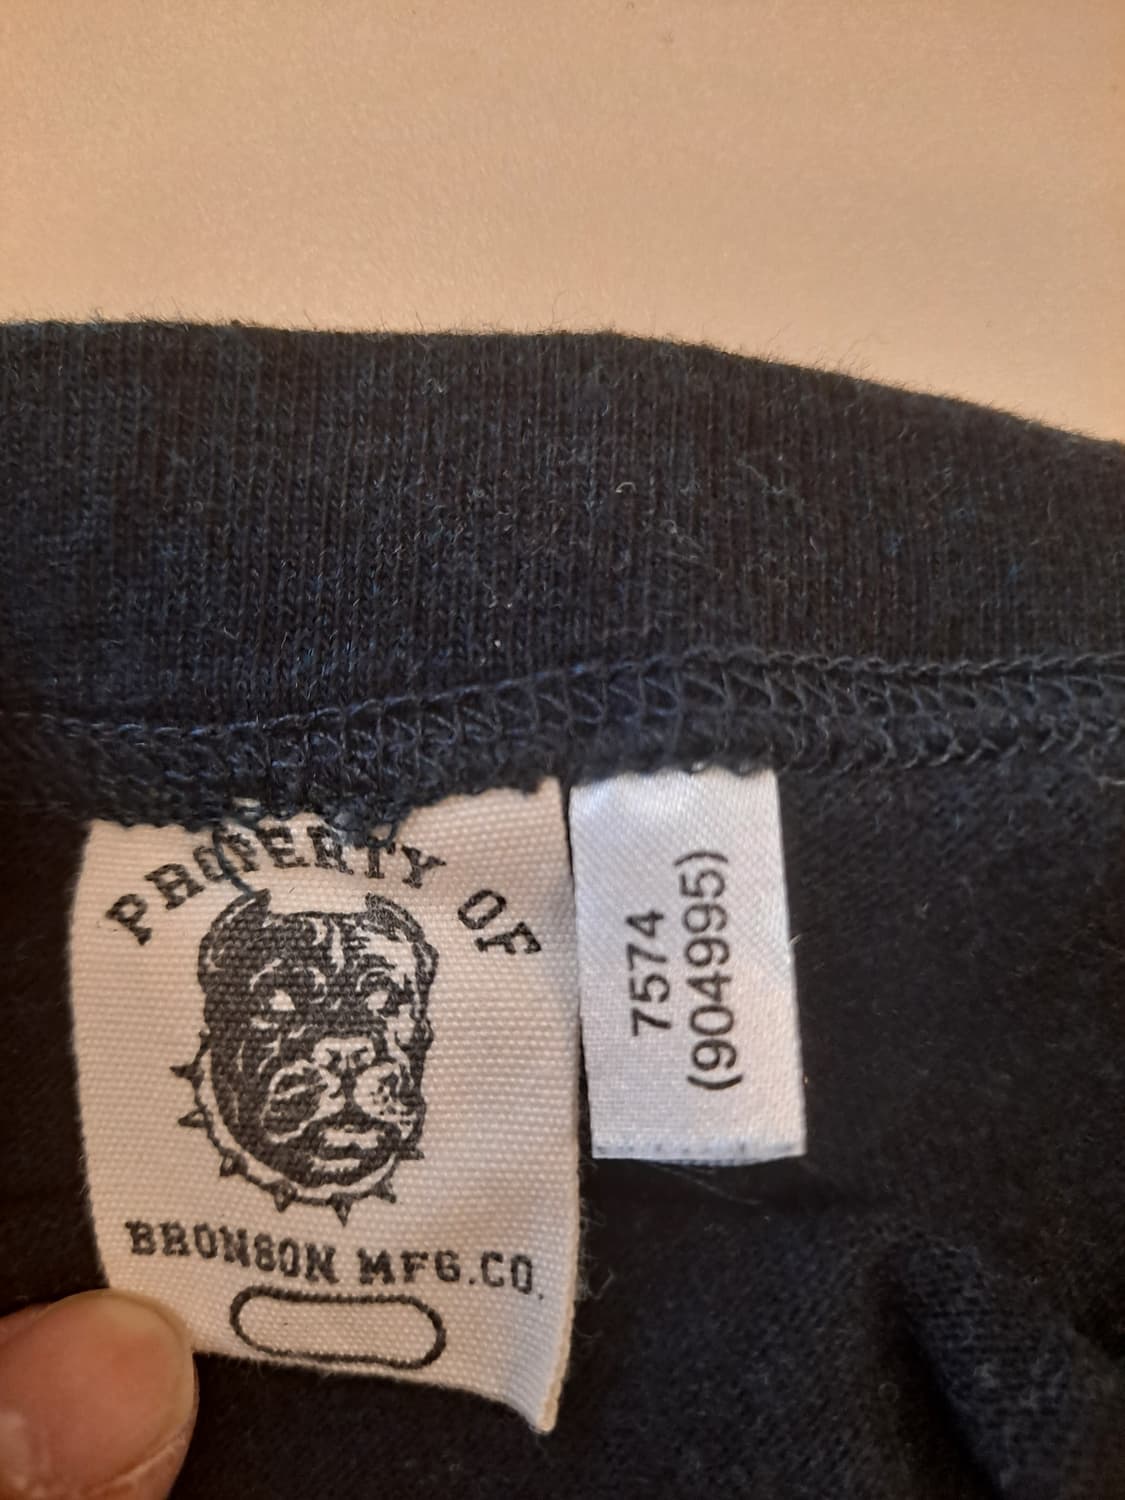 PROPERTY OF
BRONSON MFG.CO.
7574
(904995)